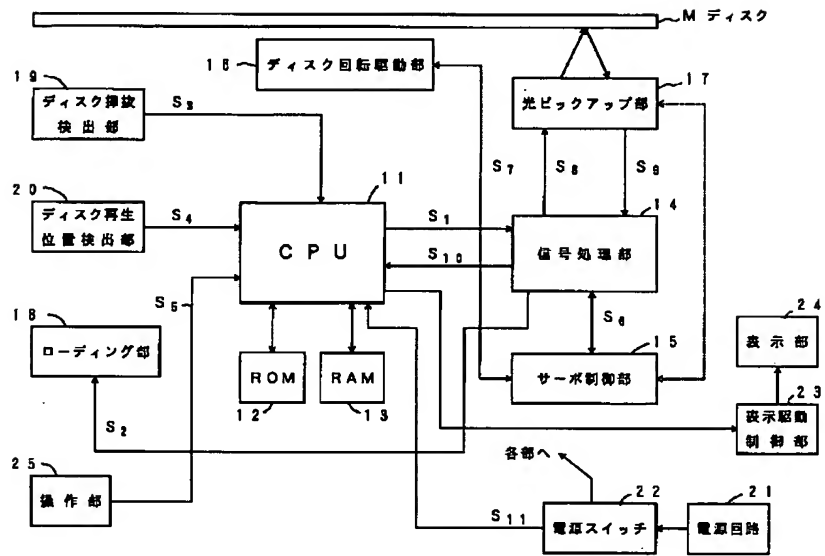 M ディスク
16
ディスク回転駆動部
17
光ピックアップ部
19
ディスク挿抜
検出部
S3
20
ディスク再生
位置検出部
S4
11
CPU
S7
S8
S9
S1
S10
14
信号処理部
S5
18
ローディング部
S2
ROM
12
RAM
13
S6
15
サーボ制御部
24
表示部
23
表示駆動
制御部
25
操作部
各部へ
22
電源スイッチ
S11
21
電源回路